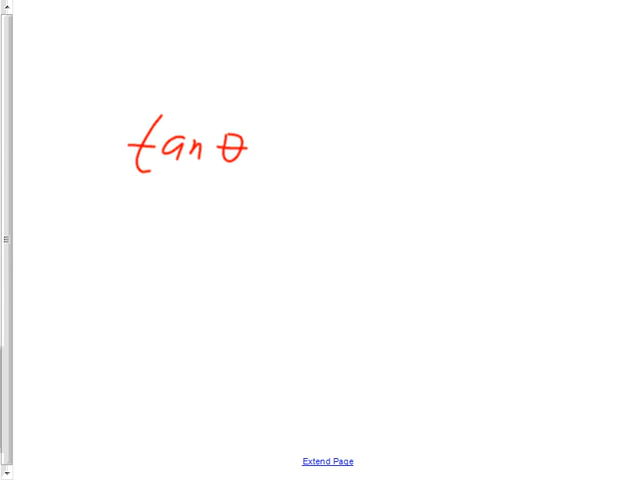 tan θ
Extend Page